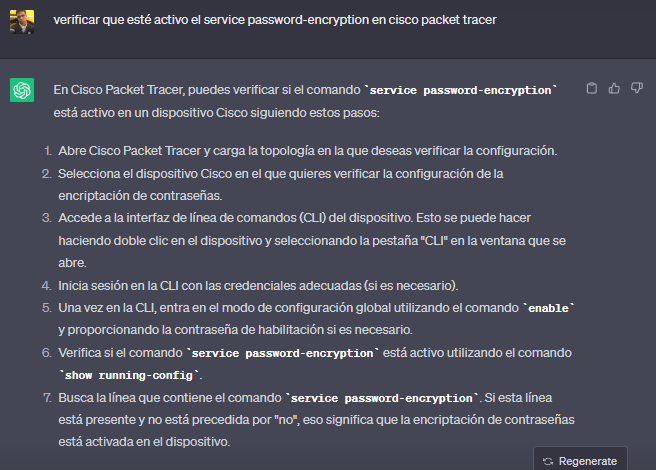 verificar que esté activo el service password-encryption en cisco packet tracer
En Cisco Packet Tracer, puedes verificar si el comando `service password-encryption`
está activo en un dispositivo Cisco siguiendo estos pasos:
1. Abre Cisco Packet Tracer y carga la topología en la que deseas verificar la configuración.
2. Selecciona el dispositivo Cisco en el que quieres verificar la configuración de la
encriptación de contraseñas.
3. Accede a la interfaz de línea de comandos (CLI) del dispositivo. Esto se puede hacer
haciendo doble clic en el dispositivo y seleccionando la pestaña "CLI" en la ventana que se
abre.
4. Inicia sesión en la CLI con las credenciales adecuadas (si es necesario).
5. Una vez en la CLI, entra en el modo de configuración global utilizando el comando `enable`
y proporcionando la contraseña de habilitación si es necesario.
6. Verifica si el comando `service password-encryption` está activo utilizando el comando
`show running-config`.
7. Busca la línea que contiene el comando `service password-encryption`. Si esta línea
está presente y no está precedida por "no", eso significa que la encriptación de contraseñas
está activada en el dispositivo.
Regenerate